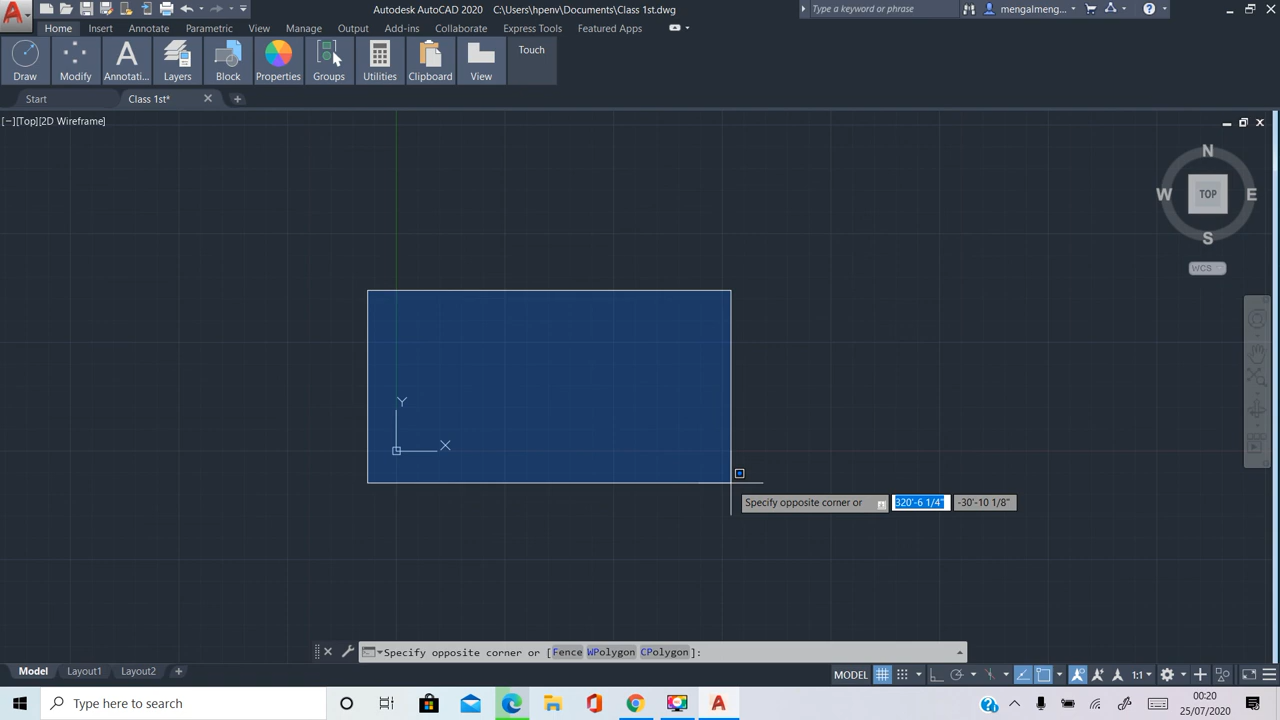 Autodesk AutoCAD 2020 C:\Users\hpenv\Documents\Class 1st.dwg
Type a keyword or phrase
mengalmeng...
Home Insert Annotate Parametric View Manage Output Add-ins Collaborate Express Tools Featured Apps
Draw Modify Annotati... Layers Block Properties Groups Utilities Clipboard View Touch
Start Class 1st*
[−][Top][2D Wireframe]
N
W TOP E
S
WCS
Y
X
Specify opposite corner or 320'-6 1/4" -30'-10 1/8"
Specify opposite corner or [Fence WPolygon CPolygon]:
Model Layout1 Layout2 +
MODEL 1:1
Type here to search
00:20
25/07/2020